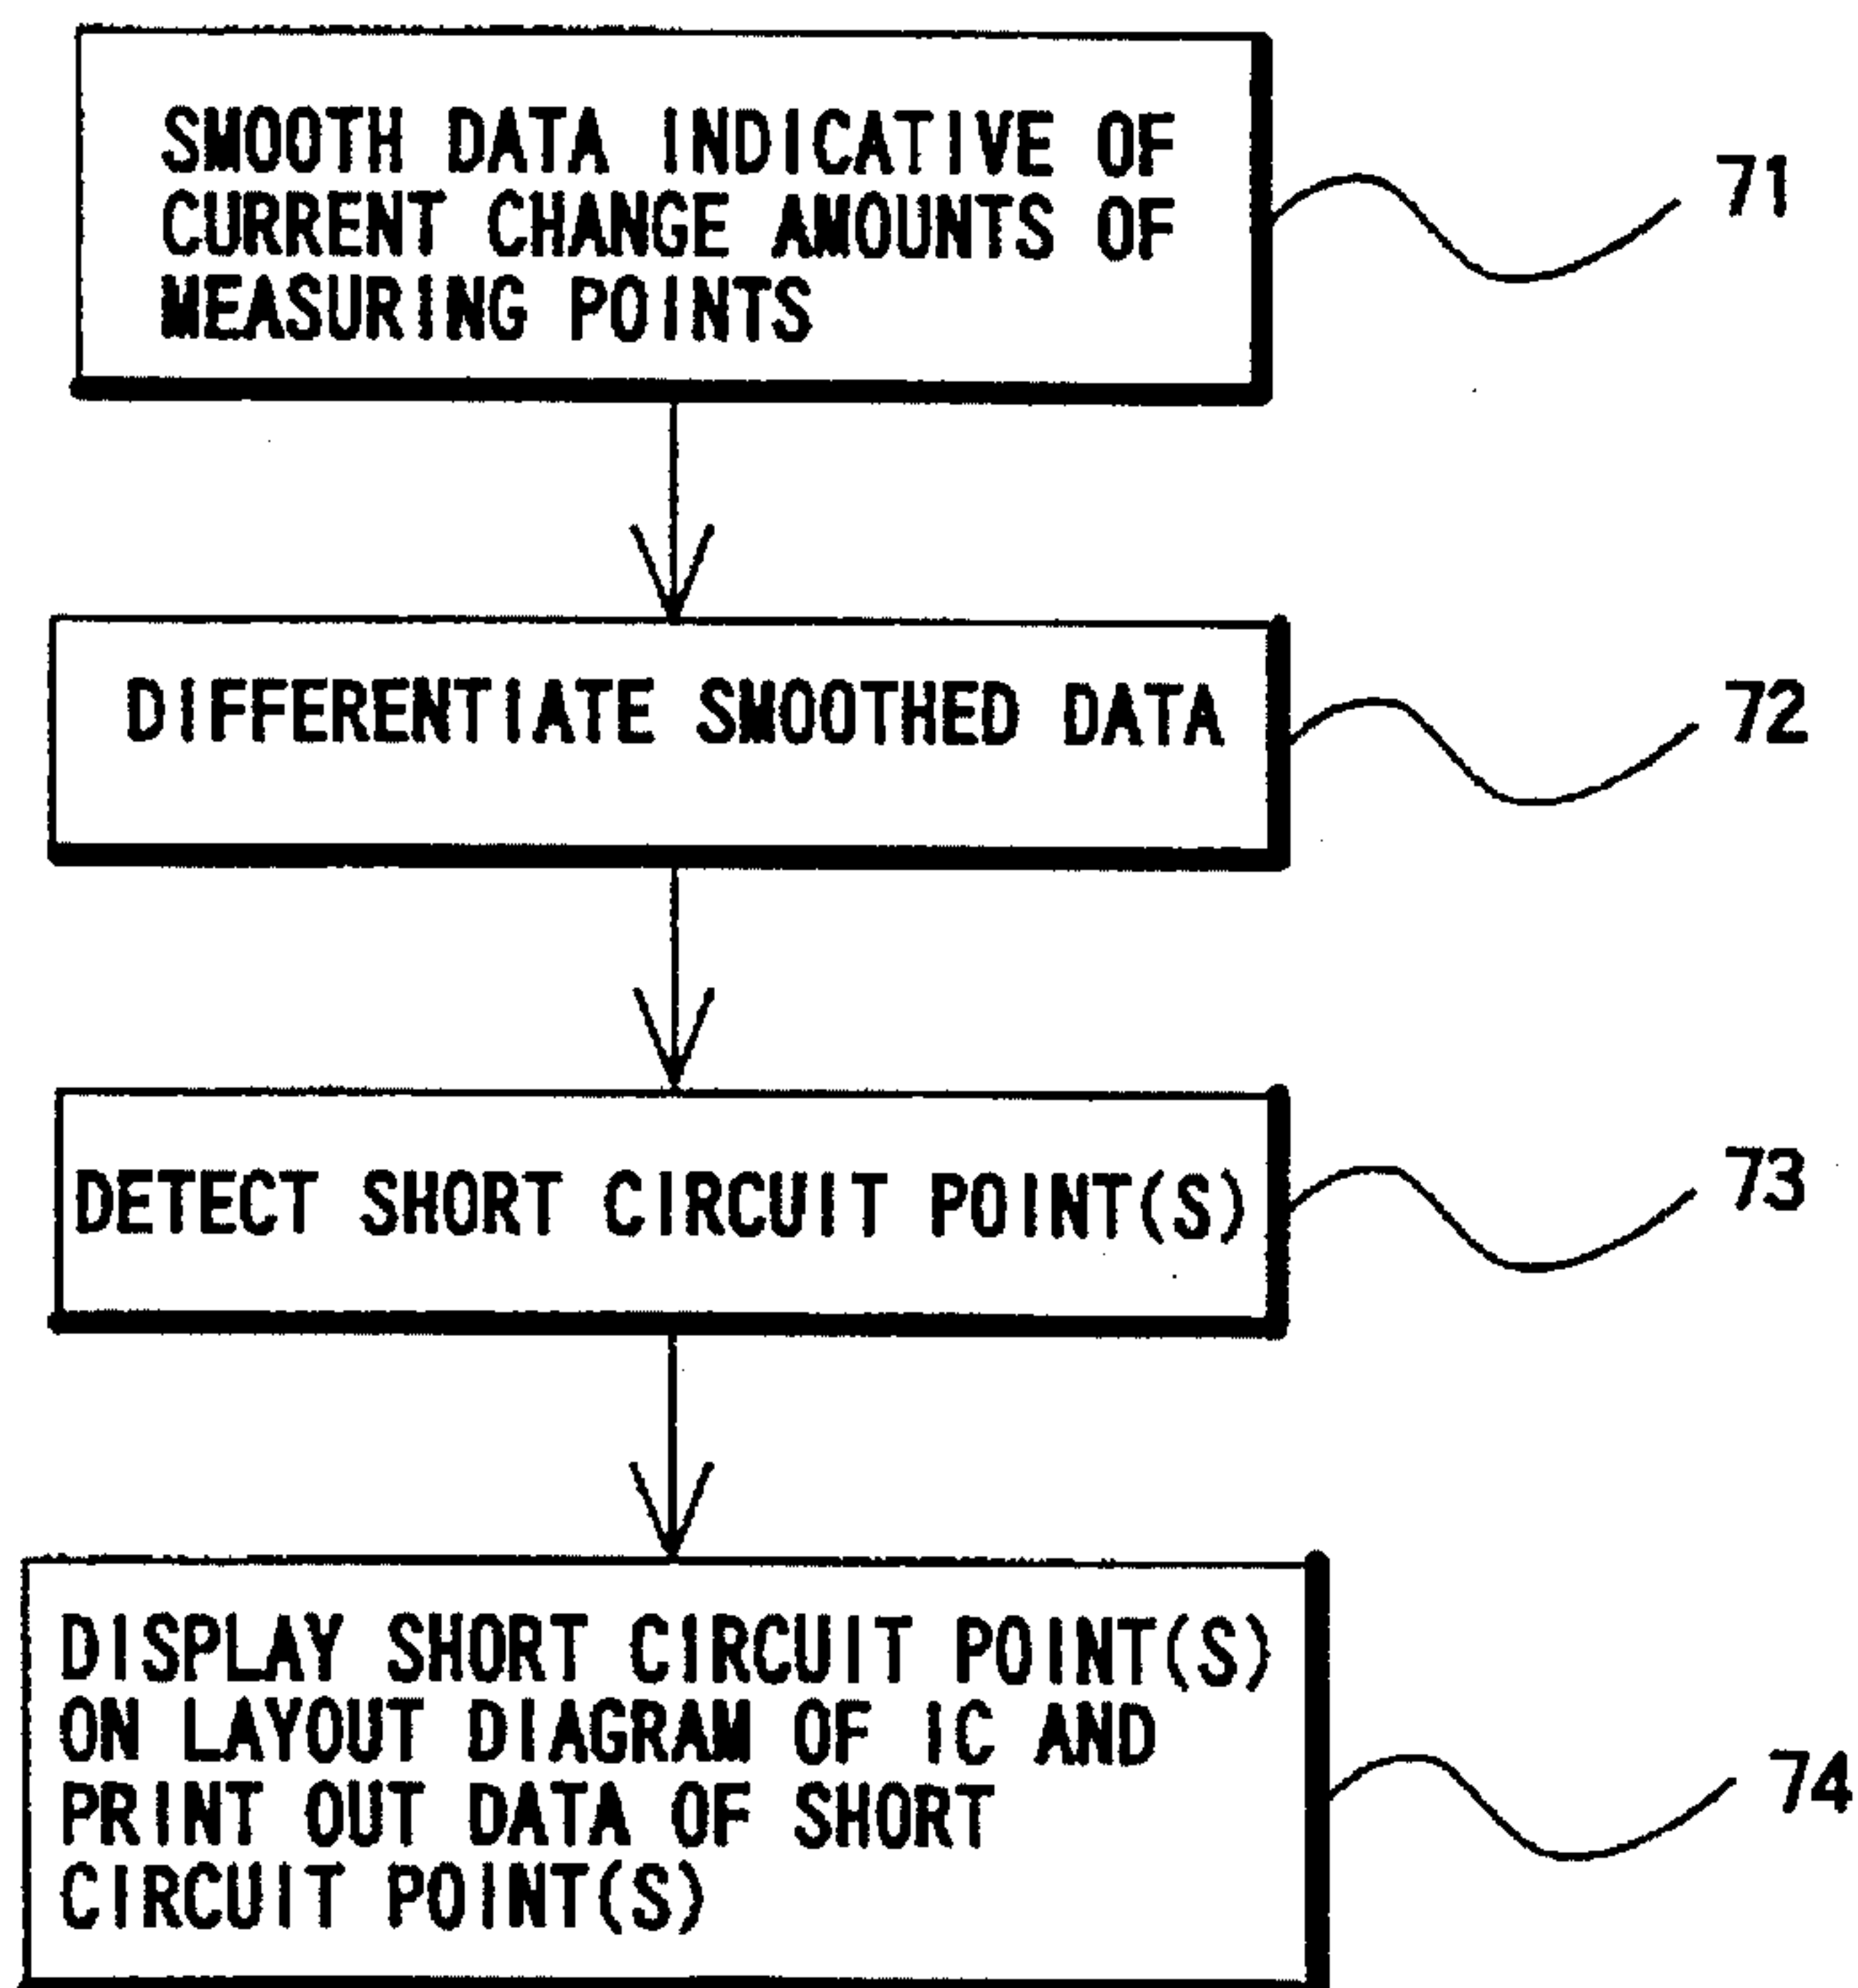 SMOOTH DATA INDICATIVE OF
CURRENT CHANGE AMOUNTS OF
MEASURING POINTS
71
DIFFERENTIATE SMOOTHED DATA
72
DETECT SHORT CIRCUIT POINT(S)
73
DISPLAY SHORT CIRCUIT POINT(S)
ON LAYOUT DIAGRAM OF IC AND
PRINT OUT DATA OF SHORT
CIRCUIT POINT(S)
74